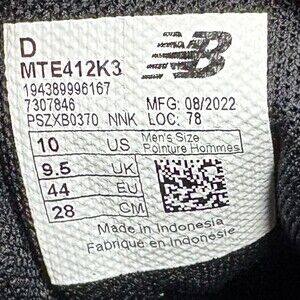 D
MTE412K3
194389996167
7307846 MFG: 08/2022
PSZXB0370 NNK LOC: 78
10 US Men's Size
Pointure Hommes
9.5 UK
44 EU
28 CM
Made in Indonesia
Fabriqué en Indonésie